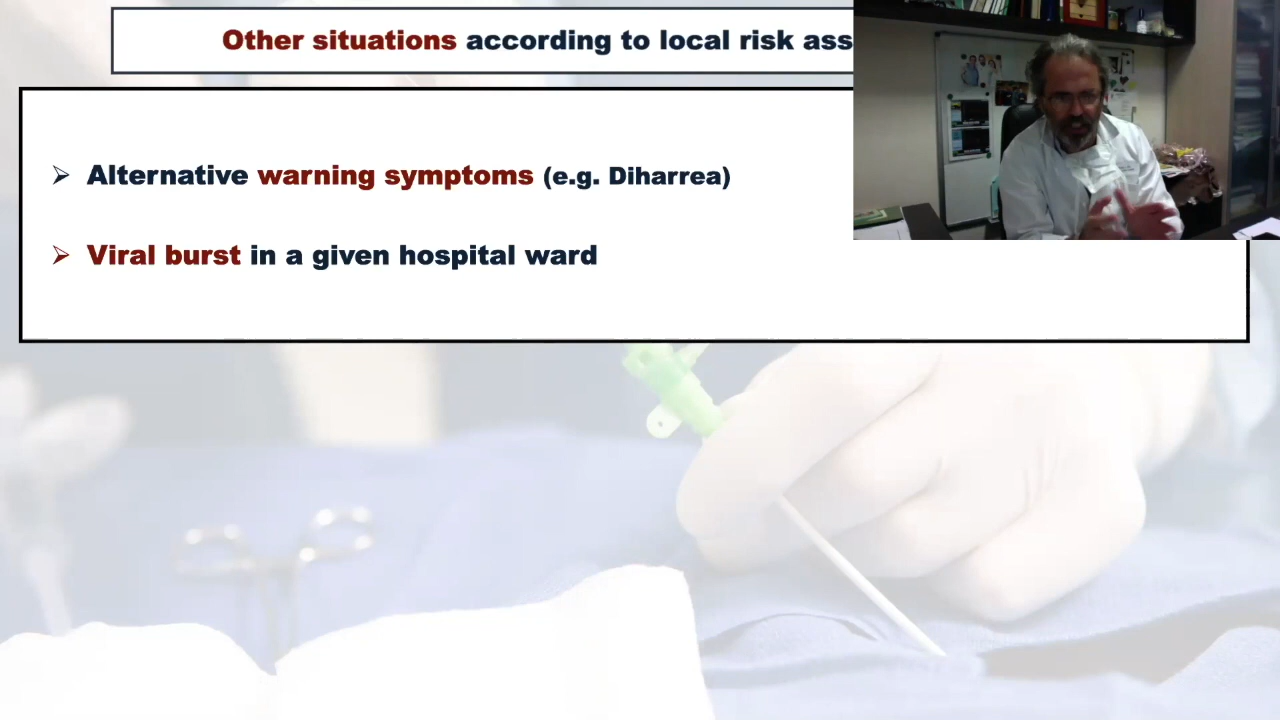 Other situations according to local risk ass
➢ Alternative warning symptoms (e.g. Diharrea)
➢ Viral burst in a given hospital ward